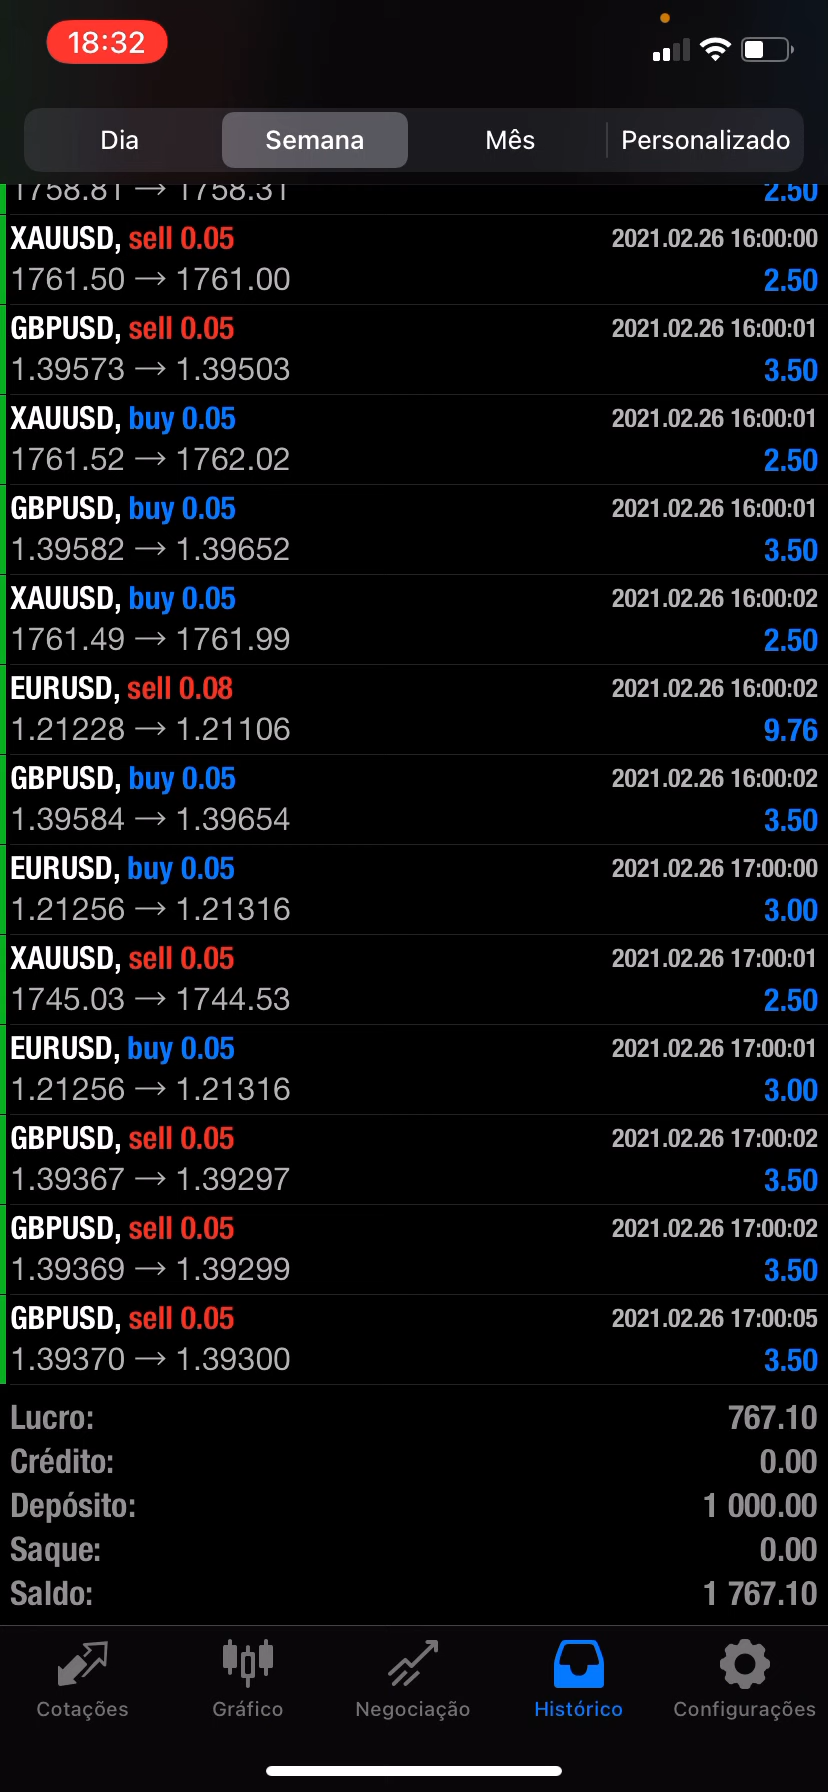 18:32
Dia Semana Mês Personalizado
1758.81 → 1758.31 2.50
XAUUSD, sell 0.05 2021.02.26 16:00:00
1761.50 → 1761.00 2.50
GBPUSD, sell 0.05 2021.02.26 16:00:01
1.39573 → 1.39503 3.50
XAUUSD, buy 0.05 2021.02.26 16:00:01
1761.52 → 1762.02 2.50
GBPUSD, buy 0.05 2021.02.26 16:00:01
1.39582 → 1.39652 3.50
XAUUSD, buy 0.05 2021.02.26 16:00:02
1761.49 → 1761.99 2.50
EURUSD, sell 0.08 2021.02.26 16:00:02
1.21228 → 1.21106 9.76
GBPUSD, buy 0.05 2021.02.26 16:00:02
1.39584 → 1.39654 3.50
EURUSD, buy 0.05 2021.02.26 17:00:00
1.21256 → 1.21316 3.00
XAUUSD, sell 0.05 2021.02.26 17:00:01
1745.03 → 1744.53 2.50
EURUSD, buy 0.05 2021.02.26 17:00:01
1.21256 → 1.21316 3.00
GBPUSD, sell 0.05 2021.02.26 17:00:02
1.39367 → 1.39297 3.50
GBPUSD, sell 0.05 2021.02.26 17:00:02
1.39369 → 1.39299 3.50
GBPUSD, sell 0.05 2021.02.26 17:00:05
1.39370 → 1.39300 3.50
Lucro: 767.10
Crédito: 0.00
Depósito: 1 000.00
Saque: 0.00
Saldo: 1 767.10
Cotações Gráfico Negociação Histórico Configurações